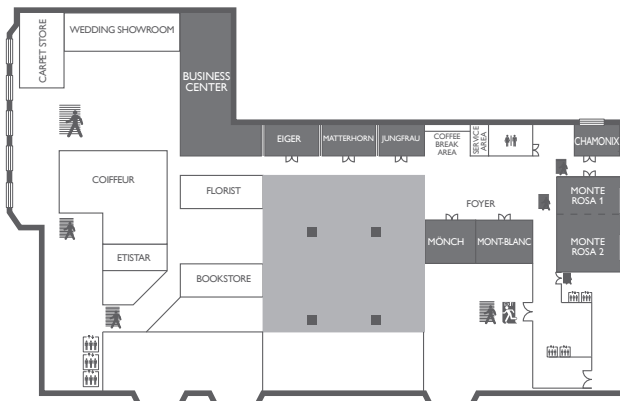 WEDDING SHOWROOM
CARPET STORE
BUSINESS
CENTER
EIGER
MATTERHORN
JUNGFRAU
COFFEE
BREAK
AREA
SERVICE
AREA
CHAMONIX
COIFFEUR
FLORIST
FOYER
MONTE
ROSA 1
MÖNCH
MONT-BLANC
MONTE
ROSA 2
ETISTAR
BOOKSTORE